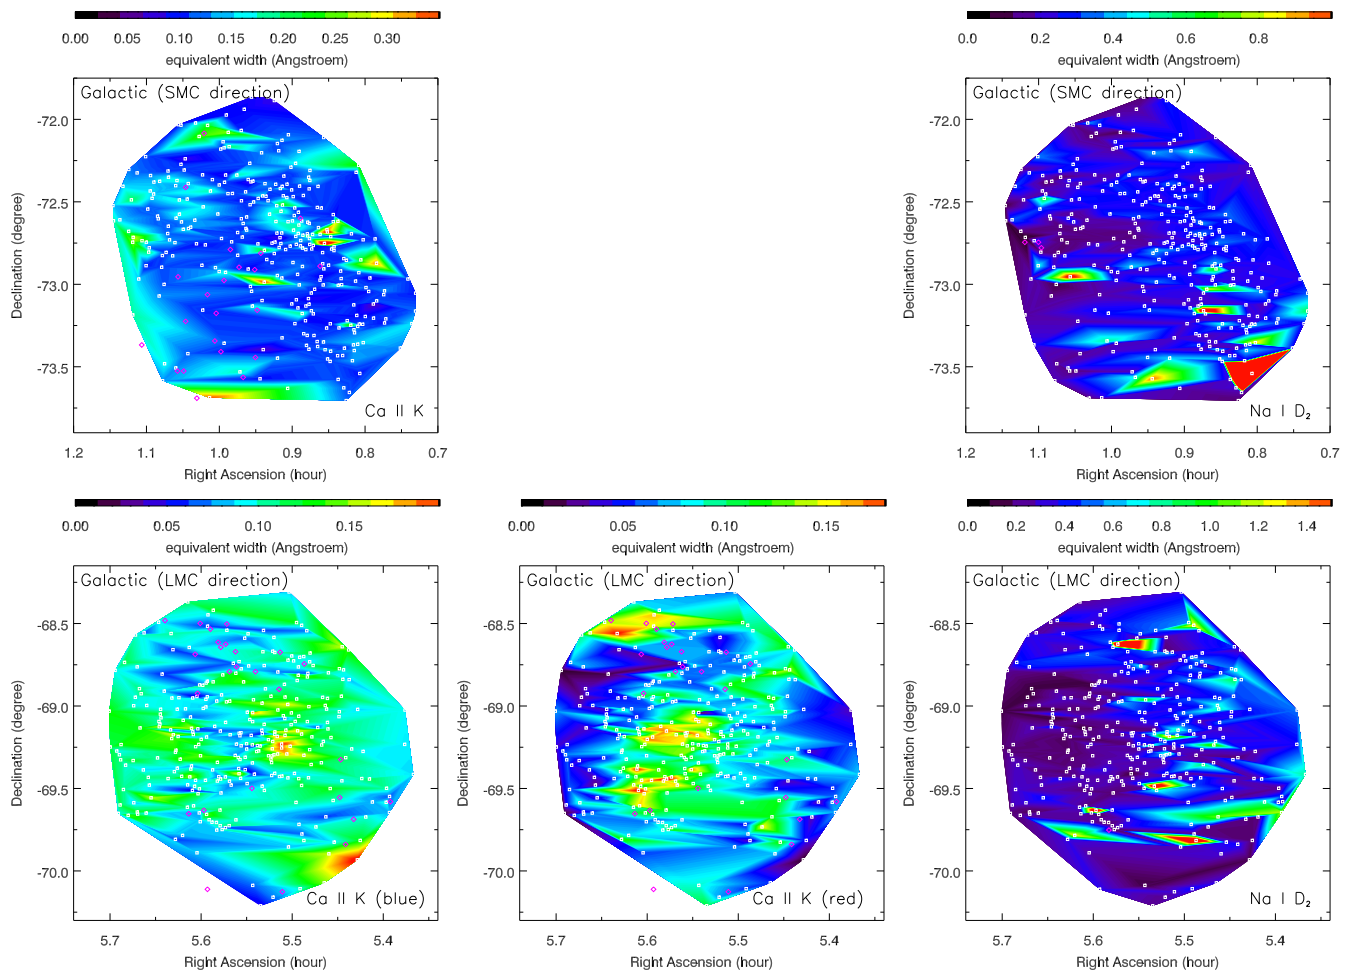 0.00 0.05 0.10 0.15 0.20 0.25 0.30
equivalent width (Angstroem)
Galactic (SMC direction)
-72.0
-72.5
-73.0
-73.5
Declination (degree)
Ca II K
1.2 1.1 1.0 0.9 0.8 0.7
Right Ascension (hour)
0.0 0.2 0.4 0.6 0.8
equivalent width (Angstroem)
Galactic (SMC direction)
-72.0
-72.5
-73.0
-73.5
Declination (degree)
Na I D₂
1.2 1.1 1.0 0.9 0.8 0.7
Right Ascension (hour)
0.00 0.05 0.10 0.15
equivalent width (Angstroem)
Galactic (LMC direction)
-68.5
-69.0
-69.5
-70.0
Declination (degree)
Ca II K (blue)
5.7 5.6 5.5 5.4
Right Ascension (hour)
0.00 0.05 0.10 0.15
equivalent width (Angstroem)
Galactic (LMC direction)
-68.5
-69.0
-69.5
-70.0
Declination (degree)
Ca II K (red)
5.7 5.6 5.5 5.4
Right Ascension (hour)
0.0 0.2 0.4 0.6 0.8 1.0 1.2 1.4
equivalent width (Angstroem)
Galactic (LMC direction)
-68.5
-69.0
-69.5
-70.0
Declination (degree)
Na I D₂
5.7 5.6 5.5 5.4
Right Ascension (hour)